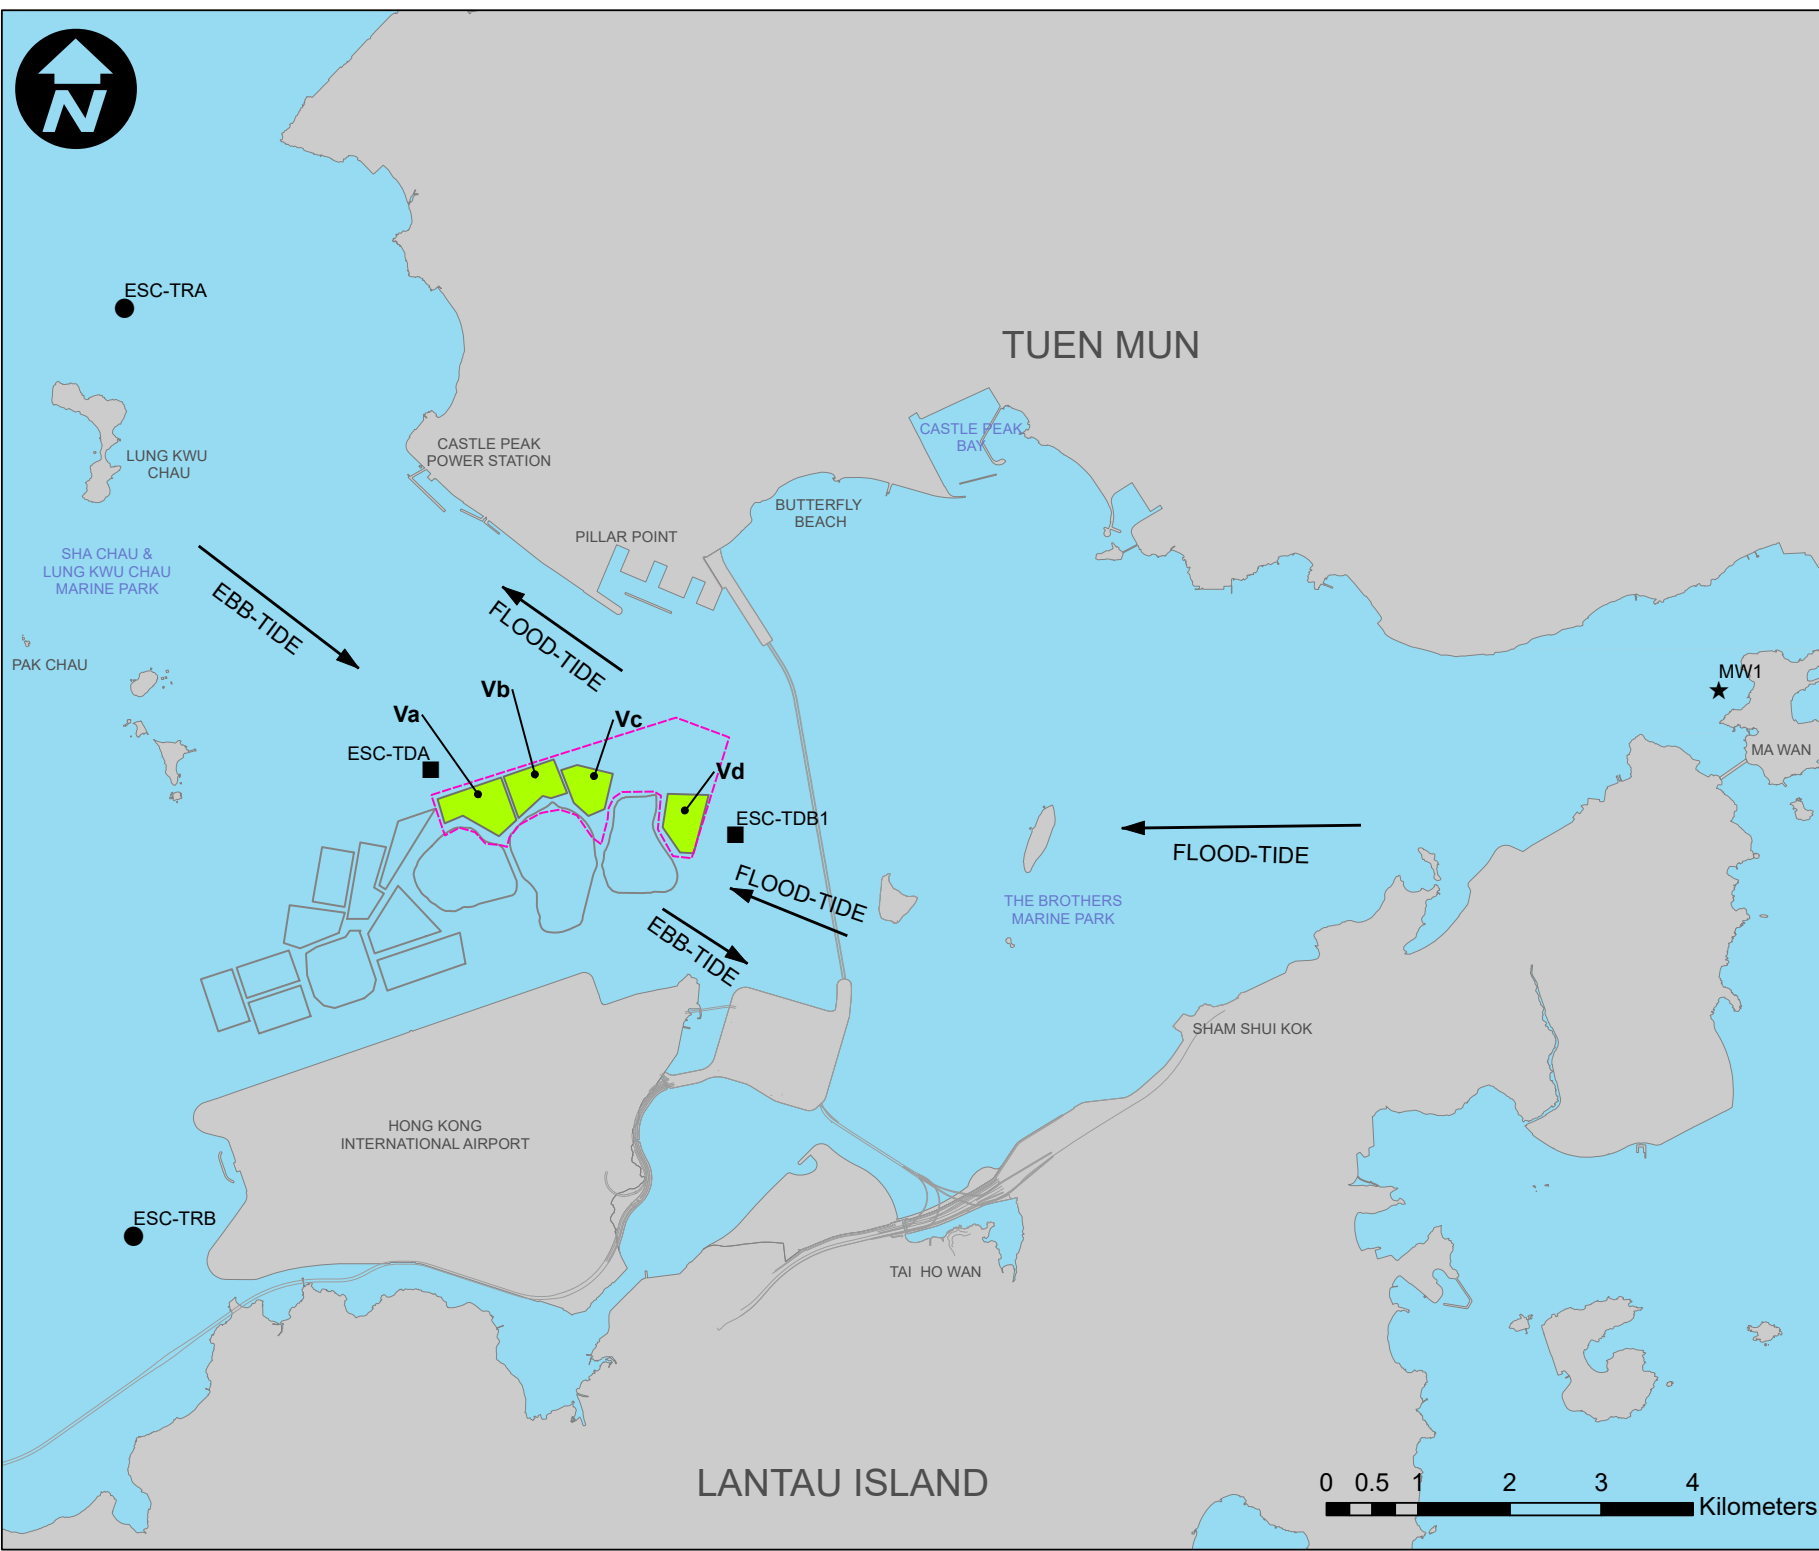 N
ESC-TRA
TUEN MUN
CASTLE PEAK
BAY
CASTLE PEAK
POWER STATION
LUNG KWU
CHAU
BUTTERFLY
BEACH
PILLAR POINT
SHA CHAU &
LUNG KWU CHAU
MARINE PARK
EBB-TIDE
FLOOD-TIDE
PAK CHAU
MW1
MA WAN
Vb
Va
Vc
ESC-TDA
Vd
ESC-TDB1
FLOOD-TIDE
FLOOD-TIDE
THE BROTHERS
MARINE PARK
EBB-TIDE
SHAM SHUI KOK
HONG KONG
INTERNATIONAL AIRPORT
ESC-TRB
TAI HO WAN
LANTAU ISLAND
0 0.5 1 2 3 4
Kilometers